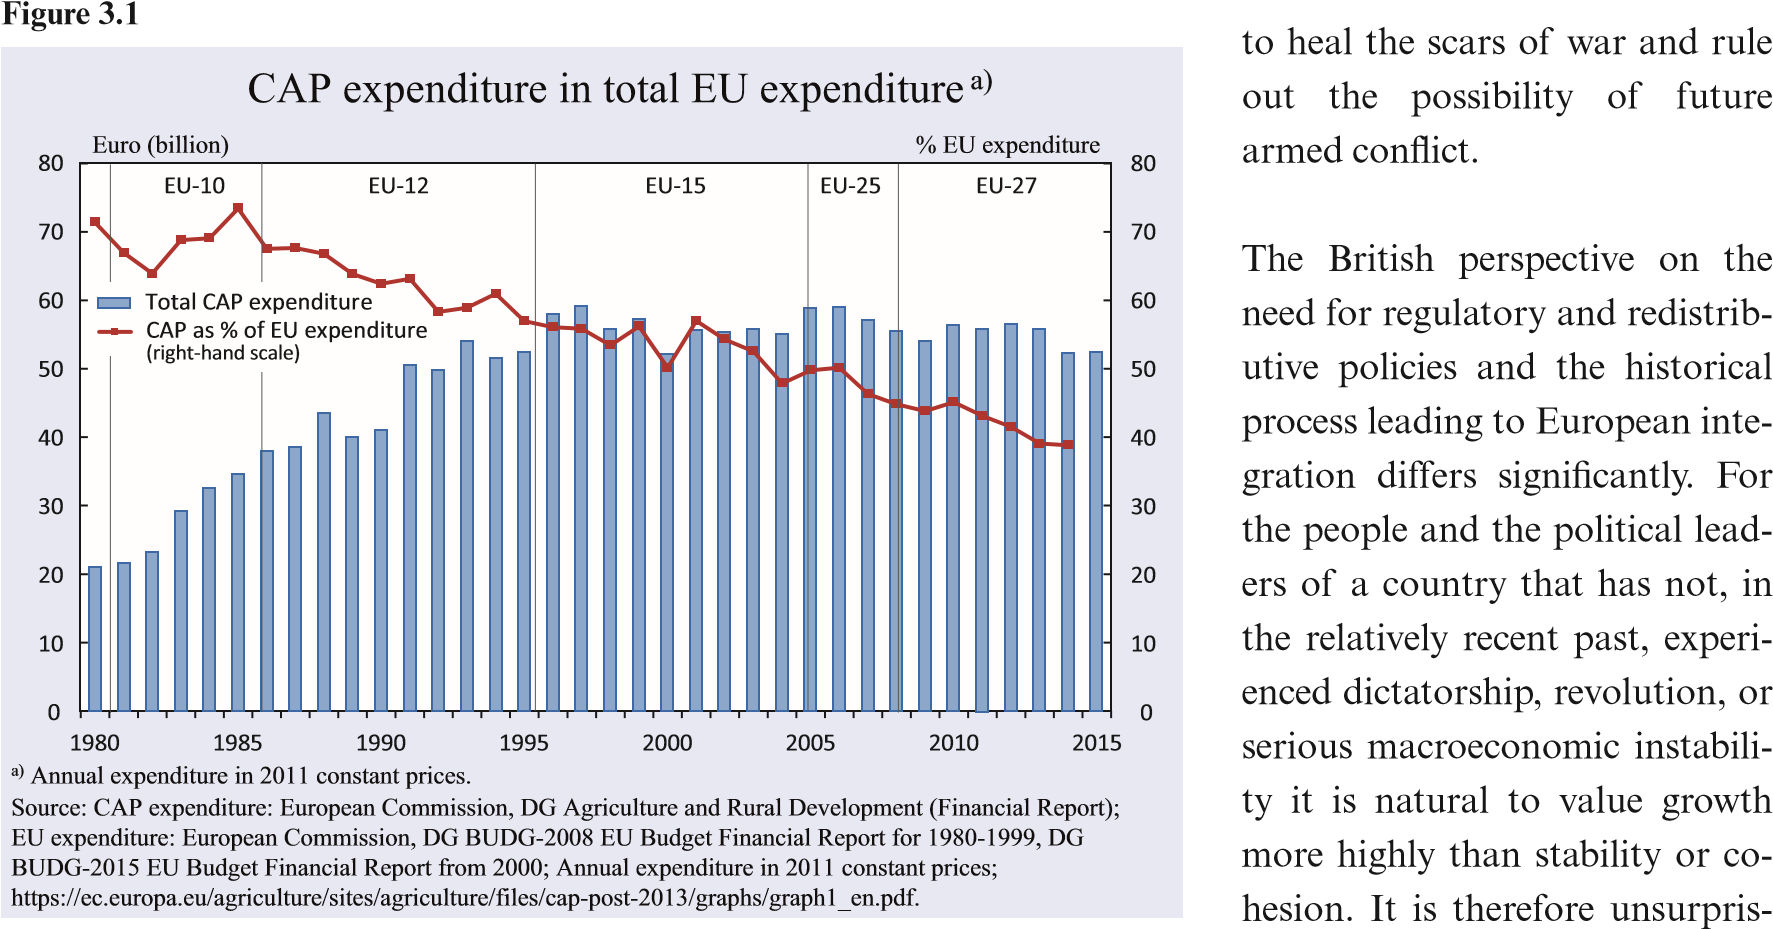 Figure 3.1
CAP expenditure in total EU expenditure a)
Euro (billion)
% EU expenditure
80
80
EU-10
EU-12
EU-15
EU-25
EU-27
70
70
60
60
Total CAP expenditure
CAP as % of EU expenditure
(right-hand scale)
50
50
40
40
30
30
20
20
10
10
0
0
1980
1985
1990
1995
2000
2005
2010
2015
a) Annual expenditure in 2011 constant prices.
Source: CAP expenditure: European Commission, DG Agriculture and Rural Development (Financial Report);
EU expenditure: European Commission, DG BUDG-2008 EU Budget Financial Report for 1980-1999, DG
BUDG-2015 EU Budget Financial Report from 2000; Annual expenditure in 2011 constant prices;
https://ec.europa.eu/agriculture/sites/agriculture/files/cap-post-2013/graphs/graph1_en.pdf.
to heal the scars of war and rule
out the possibility of future
armed conflict.
The British perspective on the
need for regulatory and redistrib-
utive policies and the historical
process leading to European inte-
gration differs significantly. For
the people and the political lead-
ers of a country that has not, in
the relatively recent past, experi-
enced dictatorship, revolution, or
serious macroeconomic instabili-
ty it is natural to value growth
more highly than stability or co-
hesion. It is therefore unsurpris-